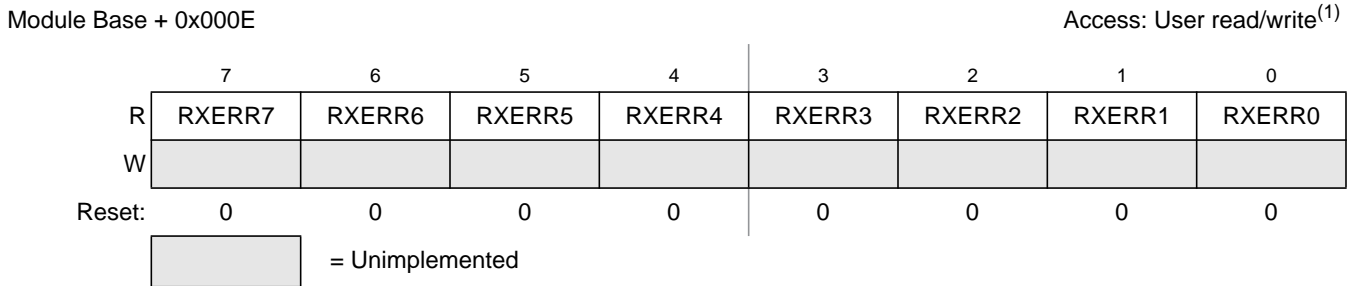 Module Base + 0x000E Access: User read/write(1)
7 6 5 4 3 2 1 0
R RXERR7 RXERR6 RXERR5 RXERR4 RXERR3 RXERR2 RXERR1 RXERR0
W
Reset: 0 0 0 0 0 0 0 0
= Unimplemented